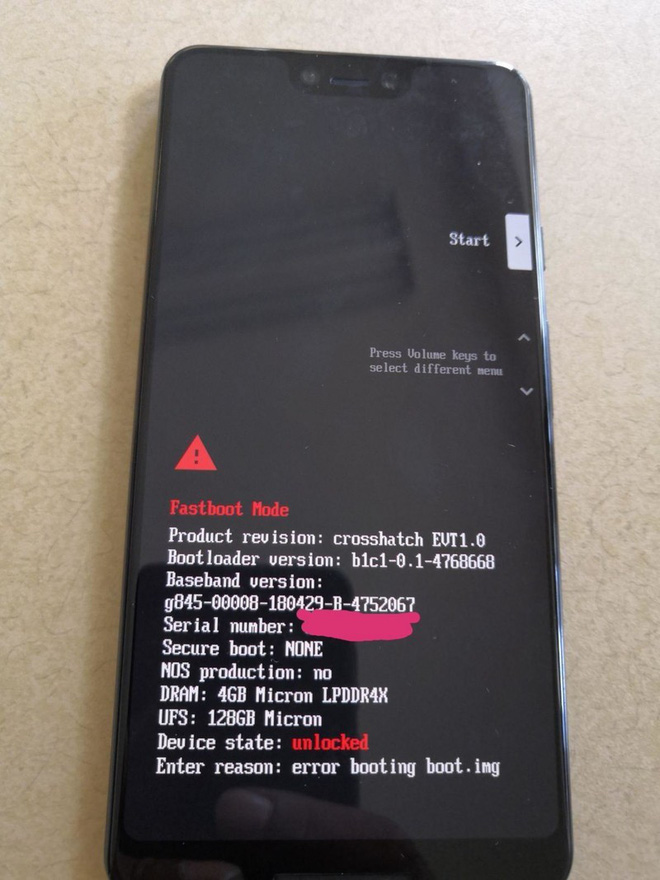 Start
Press Volume keys to
select different menu
Fastboot Mode
Product revision: crosshatch EVT1.0
Bootloader version: b1c1-0.1-4768668
Baseband version:
g845-00008-180429-B-4752067
Serial number:
Secure boot: NONE
NOS production: no
DRAM: 4GB Micron LPDDR4X
UFS: 128GB Micron
Device state: unlocked
Enter reason: error booting boot.img